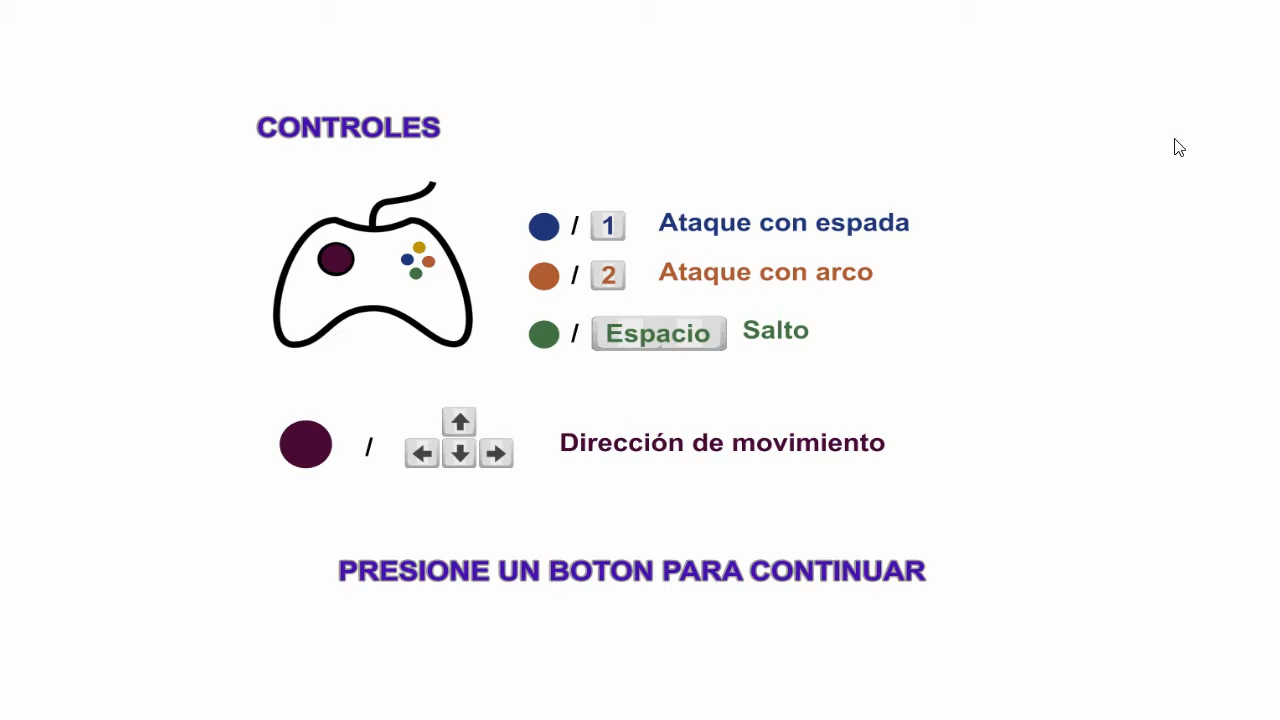 CONTROLES
/ 1 Ataque con espada
/ 2 Ataque con arco
/ Espacio Salto
/ Dirección de movimiento
PRESIONE UN BOTON PARA CONTINUAR